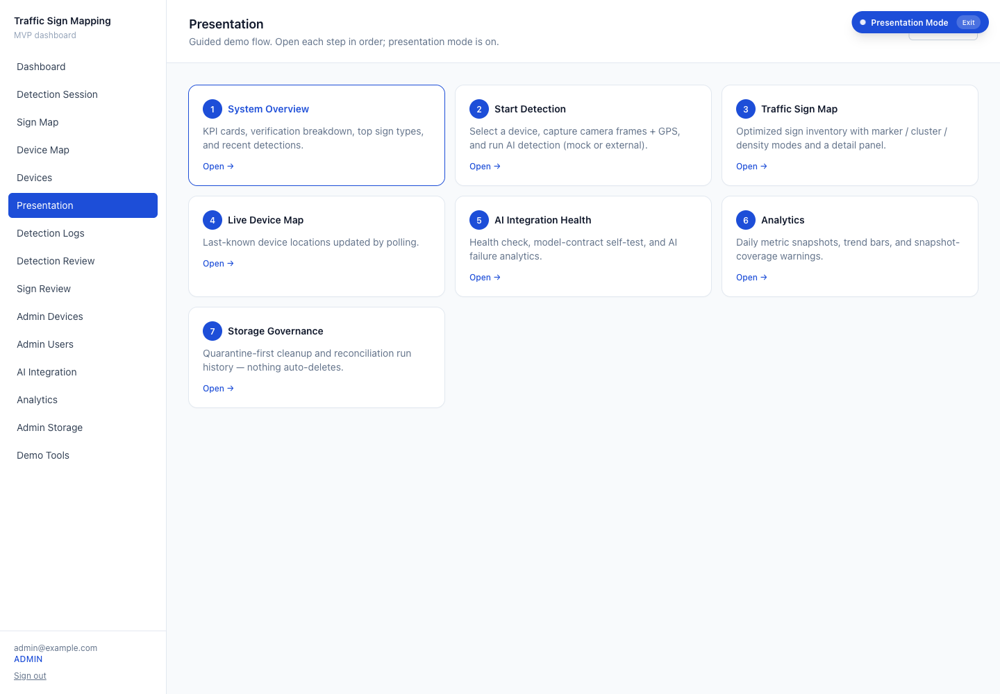 Traffic Sign Mapping
MVP dashboard
Dashboard
Detection Session
Sign Map
Device Map
Devices
Presentation
Detection Logs
Detection Review
Sign Review
Admin Devices
Admin Users
AI Integration
Analytics
Admin Storage
Demo Tools
admin@example.com
ADMIN
Sign out
Presentation
Guided demo flow. Open each step in order; presentation mode is on.
Presentation Mode Exit
1 System Overview
KPI cards, verification breakdown, top sign types,
and recent detections.
Open →
2 Start Detection
Select a device, capture camera frames + GPS,
and run AI detection (mock or external).
Open →
3 Traffic Sign Map
Optimized sign inventory with marker / cluster /
density modes and a detail panel.
Open →
4 Live Device Map
Last-known device locations updated by polling.
Open →
5 AI Integration Health
Health check, model-contract self-test, and AI
failure analytics.
Open →
6 Analytics
Daily metric snapshots, trend bars, and snapshot-
coverage warnings.
Open →
7 Storage Governance
Quarantine-first cleanup and reconciliation run
history — nothing auto-deletes.
Open →